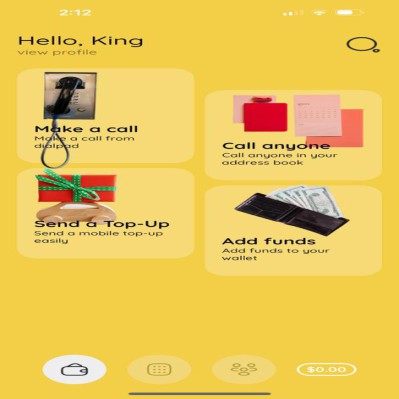 2:12
Hello, King
view profile
Make a call
Make a call from
dialpad
Call anyone
Call anyone in your
address book
Send a Top-Up
Send a mobile top-up
easily
Add funds
Add funds to your
wallet
$0.00